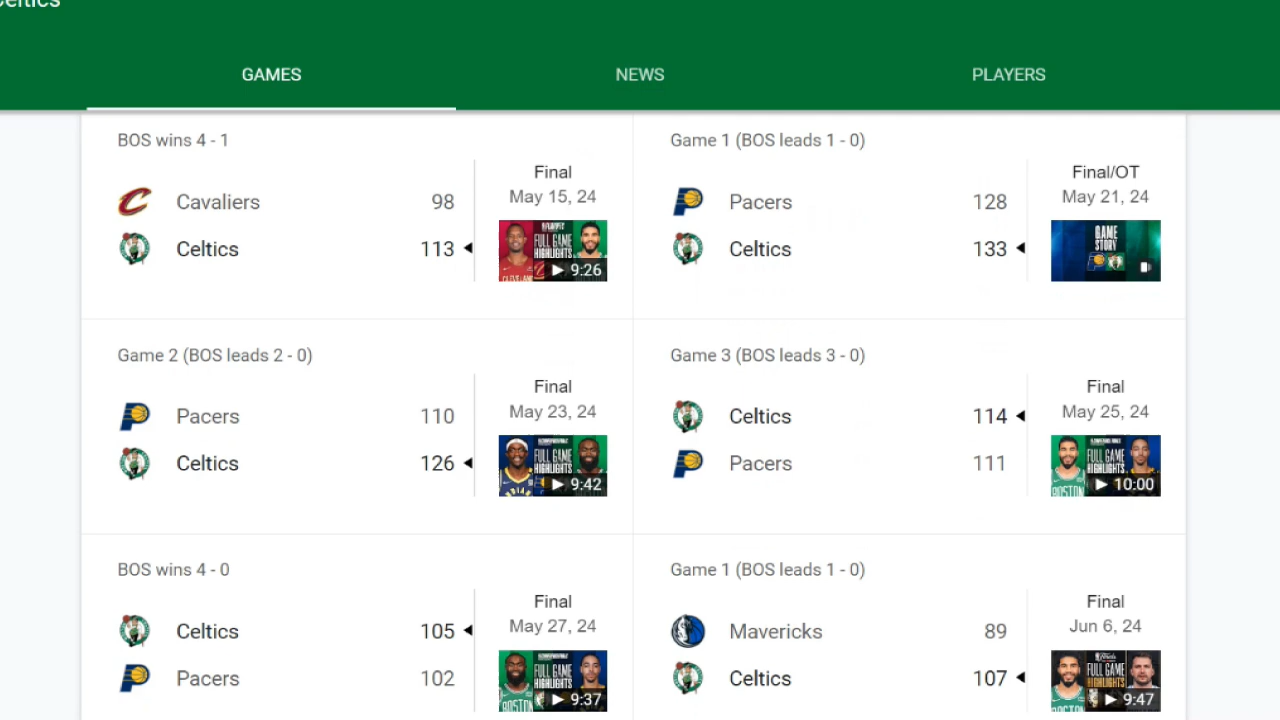 GAMES NEWS PLAYERS
BOS wins 4 - 1
Final
May 15, 24
Cavaliers 98
Celtics 113
FULL GAME
HIGHLIGHTS
9:26
Game 1 (BOS leads 1 - 0)
Final/OT
May 21, 24
Pacers 128
Celtics 133
GAME
STORY
Game 2 (BOS leads 2 - 0)
Final
May 23, 24
Pacers 110
Celtics 126
FULL GAME
HIGHLIGHTS
9:42
Game 3 (BOS leads 3 - 0)
Final
May 25, 24
Celtics 114
Pacers 111
FULL GAME
HIGHLIGHTS
10:00
BOS wins 4 - 0
Final
May 27, 24
Celtics 105
Pacers 102
FULL GAME
HIGHLIGHTS
9:37
Game 1 (BOS leads 1 - 0)
Final
Jun 6, 24
Mavericks 89
Celtics 107
FULL GAME
HIGHLIGHTS
9:47